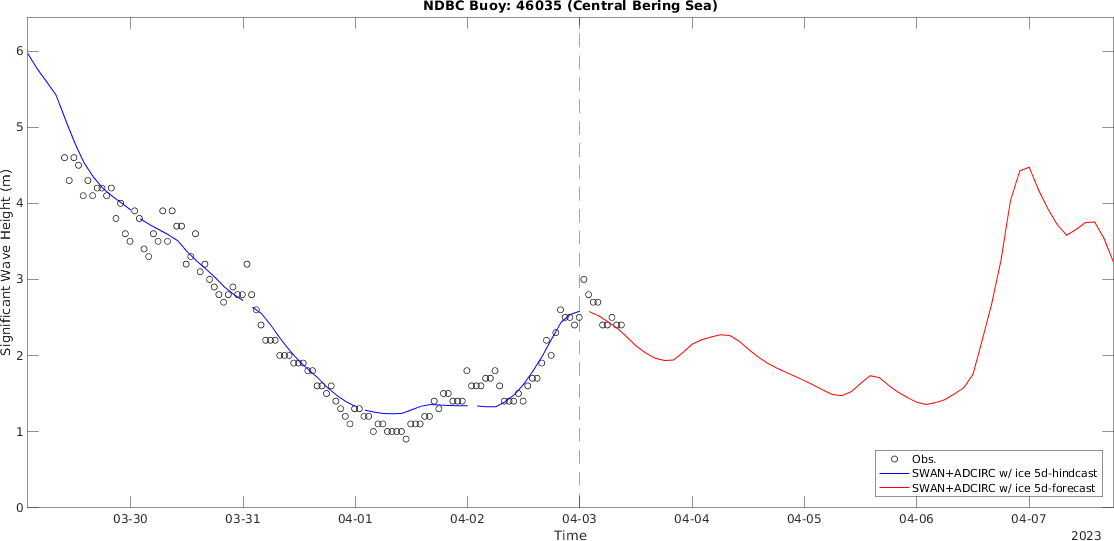 NDBC Buoy: 46035 (Central Bering Sea)
Significant Wave Height (m)
6
5
4
3
2
1
0
Obs.
SWAN+ADCIRC w/ ice 5d-hindcast
SWAN+ADCIRC w/ ice 5d-forecast
03-30 03-31 04-01 04-02 04-03 04-04 04-05 04-06 04-07
Time
2023